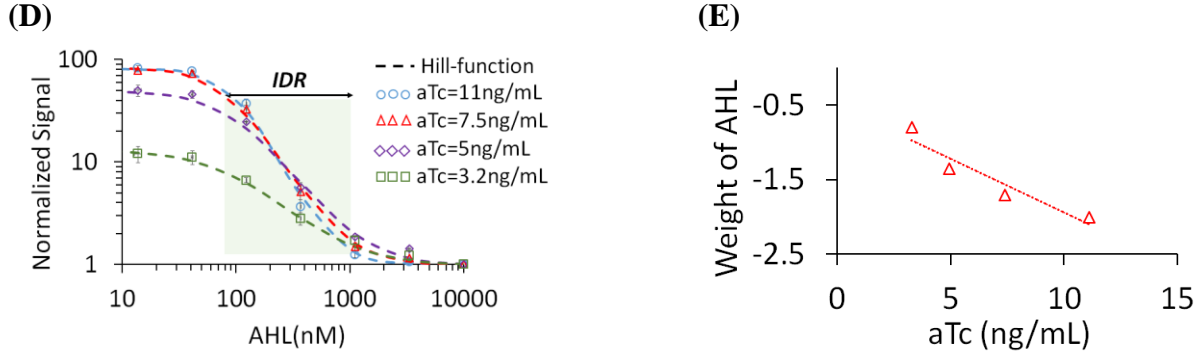 (D)
Normalized Signal
100
10
1
10
100
1000
10000
AHL(nM)
IDR
Hill-function
aTc=11ng/mL
aTc=7.5ng/mL
aTc=5ng/mL
aTc=3.2ng/mL
(E)
Weight of AHL
-0.5
-1.5
-2.5
0
5
10
15
aTc (ng/mL)